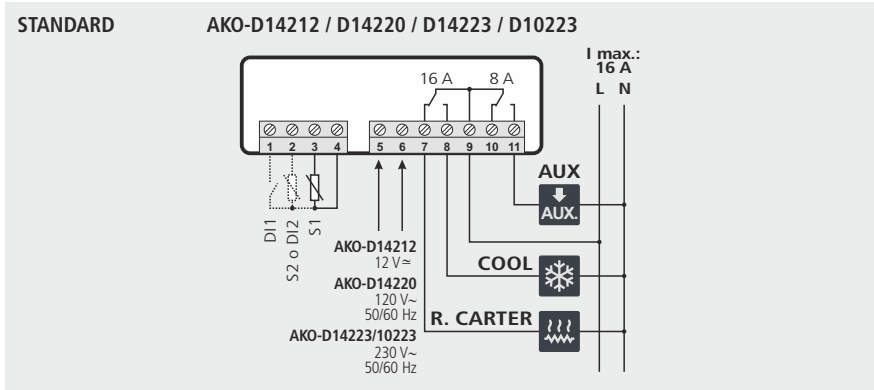 STANDARD AKO-D14212 / D14220 / D14223 / D10223
I max.:
16 A
L N
16 A 8 A
1 2 3 4 5 6 7 8 9 10 11
DI1
S2 o DI2
S1
AUX
AUX.
AKO-D14212
12 V≂
COOL
AKO-D14220
120 V~
50/60 Hz
R. CARTER
AKO-D14223/10223
230 V~
50/60 Hz